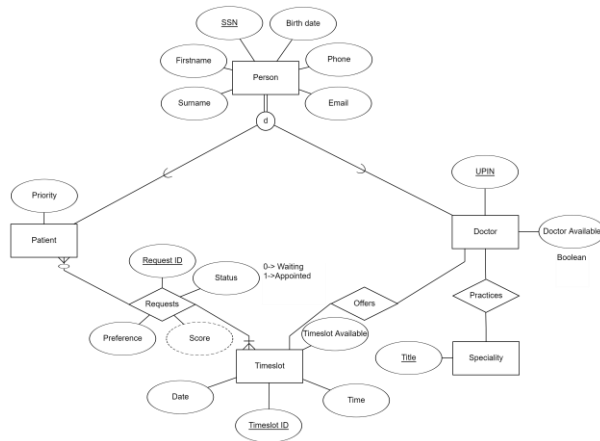 SSN
Birth date
Firstname
Phone
Person
Surname
Email
d
UPIN
Priority
Patient
Doctor
Doctor Available
Boolean
Request ID
Status
0-> Waiting
1->Appointed
Requests
Offers
Practices
Preference
Score
Timeslot Available
Timeslot
Title
Speciality
Date
Time
Timeslot ID